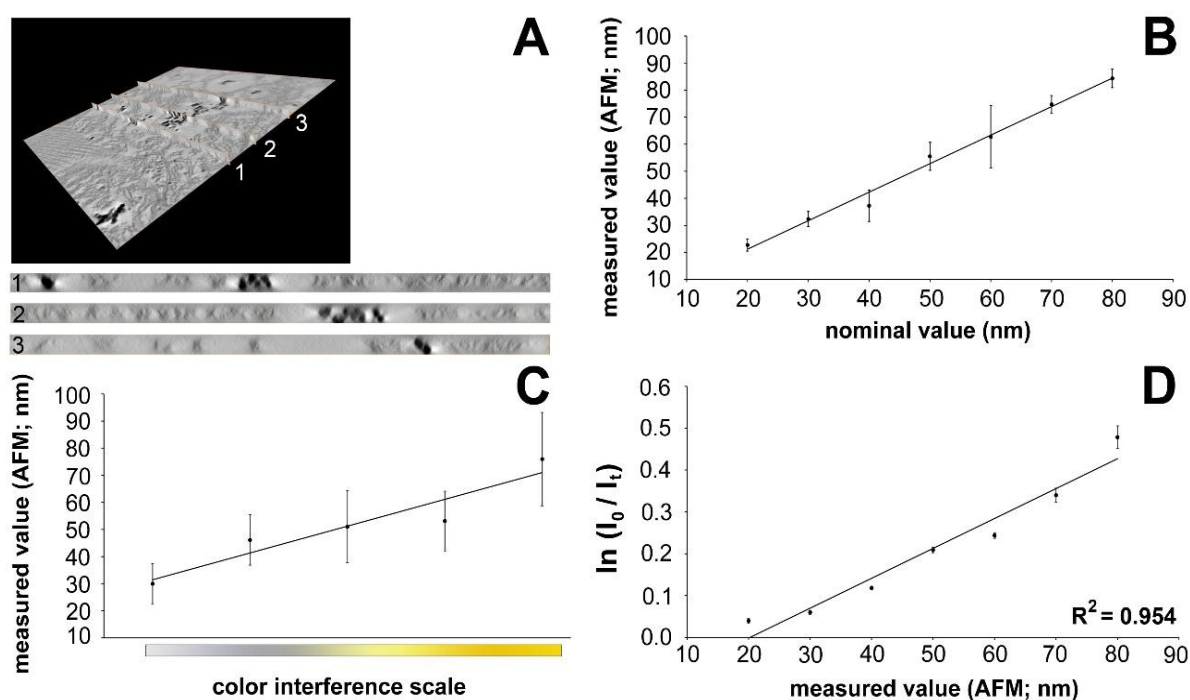 A
1
2
3
1
2
3
B
measured value (AFM; nm)
100
90
80
70
60
50
40
30
20
10
10 20 30 40 50 60 70 80 90
nominal value (nm)
C
measured value (AFM; nm)
100
90
80
70
60
50
40
30
20
10
color interference scale
D
ln (I₀ / Iₜ)
0.6
0.5
0.4
0.3
0.2
0.1
0.0
R² = 0.954
10 20 30 40 50 60 70 80 90
measured value (AFM; nm)